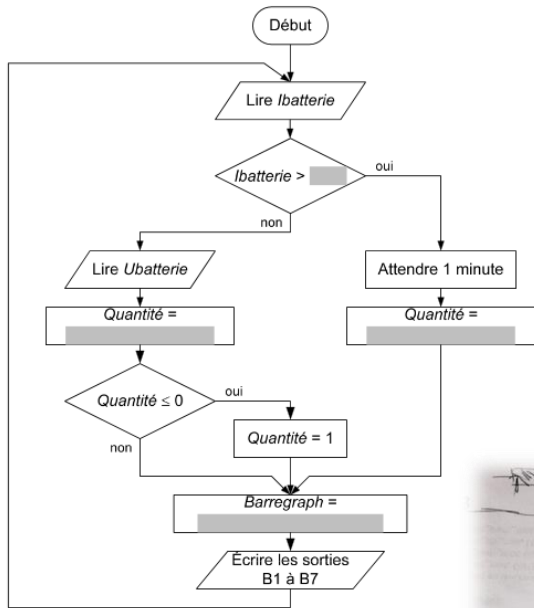 Début
Lire Ibatterie
Ibatterie >
oui
non
Lire Ubatterie
Attendre 1 minute
Quantité =
Quantité =
Quantité ≤ 0
oui
non
Quantité = 1
Barregraph =
Écrire les sorties
B1 à B7